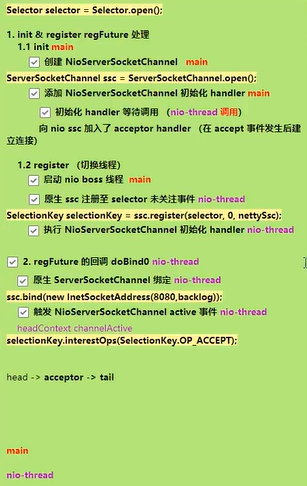 Selector selector = Selector.open();
1. init & register regFuture 处理
1.1 init main
创建 NioServerSocketChannel main
ServerSocketChannel ssc = ServerSocketChannel.open();
添加 NioServerSocketChannel 初始化 handler main
初始化 handler 等待调用 （nio-thread 调用）
向 nio ssc 加入了 acceptor handler （在 accept 事件发生后建
立连接）
1.2 register （切换线程）
启动 nio boss 线程 main
原生 ssc 注册至 selector 未关注事件 nio-thread
SelectionKey selectionKey = ssc.register(selector, 0, nettySsc);
执行 NioServerSocketChannel 初始化 handler nio-thread
2. regFuture 的回调 doBind0 nio-thread
原生 ServerSocketChannel 绑定 nio-thread
ssc.bind(new InetSocketAddress(8080,backlog));
触发 NioServerSocketChannel active 事件 nio-thread
headContext channelActive
selectionKey.interestOps(SelectionKey.OP_ACCEPT);
head -> acceptor -> tail
main
nio-thread